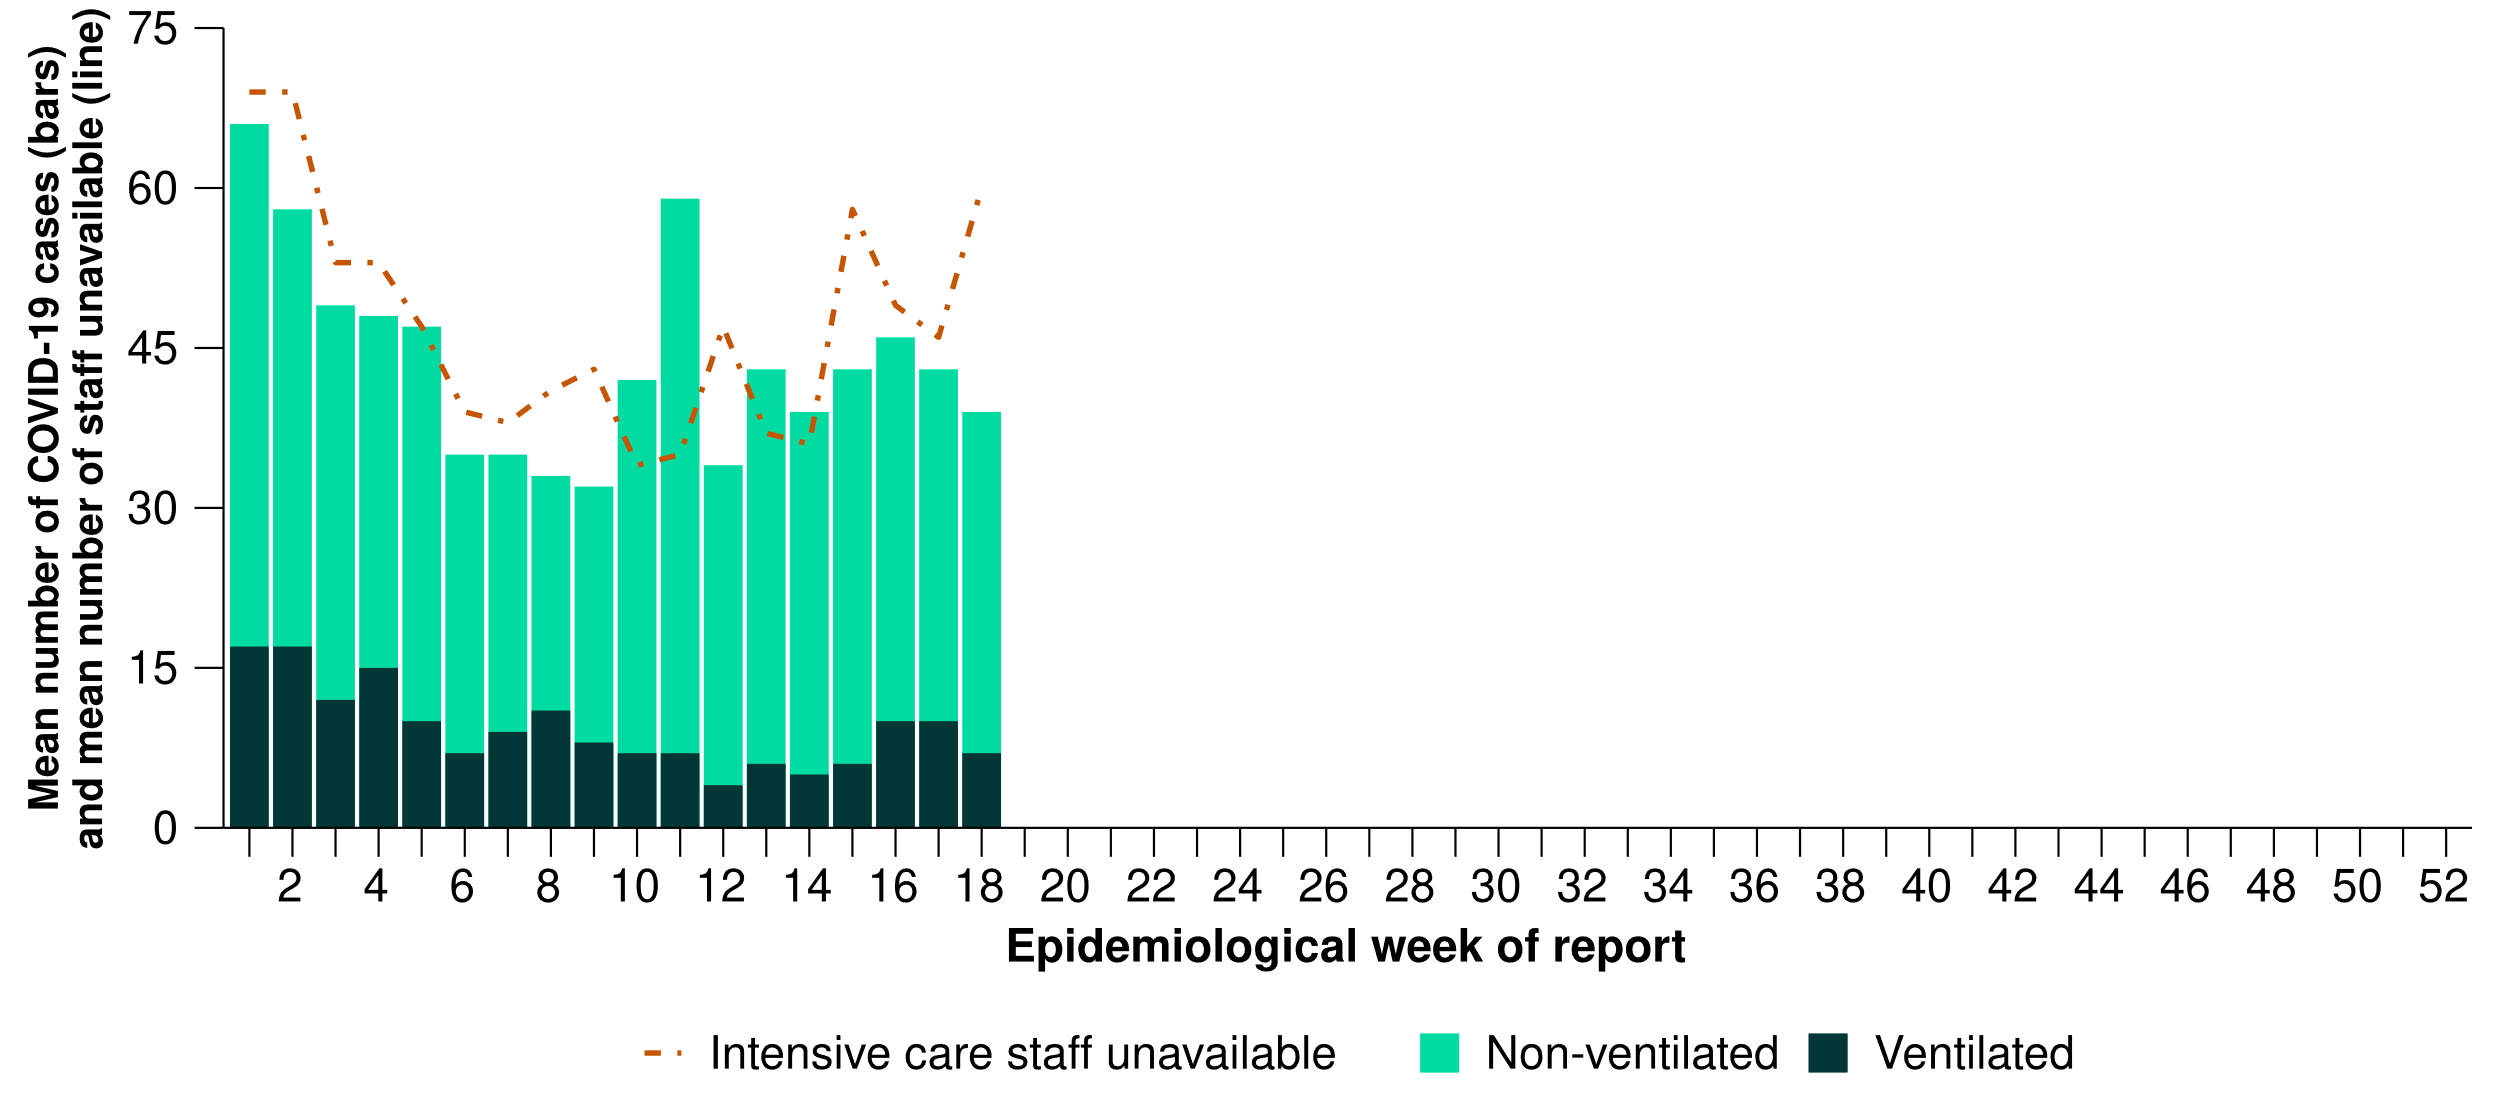 Mean number of COVID-19 cases (bars)
and mean number of staff unavailable (line)
75
60
45
30
15
0
2 4 6 8 10 12 14 16 18 20 22 24 26 28 30 32 34 36 38 40 42 44 46 48 50 52
Epidemiological week of report
Intensive care staff unavailable Non-ventilated Ventilated